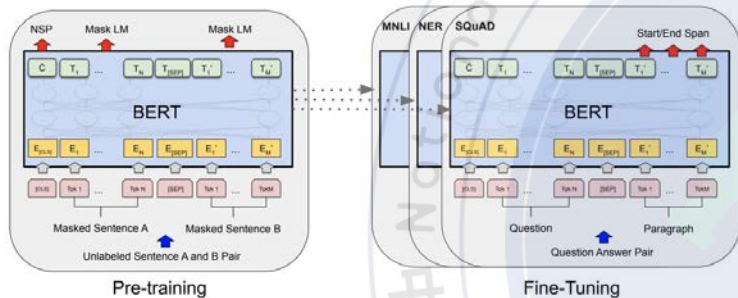 NSP Mask LM Mask LM
C T1 ... TN T[SEP] T1' ... TM'
BERT
E[CLS] E1 ... EN E[SEP] E1' ... EM'
[CLS] Tok 1 ... Tok N [SEP] Tok 1 ... TokM
Masked Sentence A Masked Sentence B
Unlabeled Sentence A and B Pair
Pre-training
MNLI NER SQuAD
Start/End Span
C T1 ... TN T[SEP] T1' ... TM'
BERT
E[CLS] E1 ... EN E[SEP] E1' ... EM'
[CLS] Tok 1 ... Tok N [SEP] Tok 1 ... TokM
Question Paragraph
Question Answer Pair
Fine-Tuning